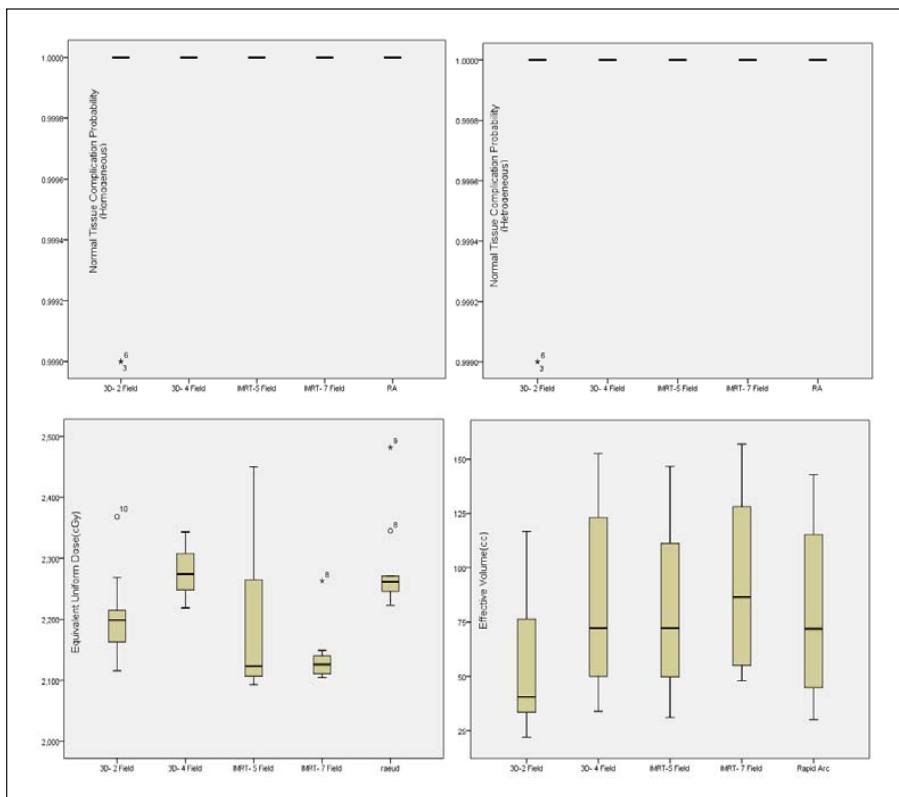 1.0000
0.9998
0.9996
0.9994
0.9992
0.9990
Normal Tissue Complication Probability
(Homogeneous)
6
3
3D- 2 Field
3D- 4 Field
IMRT-5 Field
IMRT- 7 Field
RA
1.0000
0.9998
0.9996
0.9994
0.9992
0.9990
Normal Tissue Complication Probability
(Hetrogeneous)
6
3
3D- 2 Field
3D- 4 Field
IMRT-5 Field
IMRT- 7 Field
RA
2,500
2,400
2,300
2,200
2,100
2,000
Equivalent Uniform Dose(cGy)
10
8
9
8
3D- 2 Field
3D- 4 Field
IMRT- 5 Field
IMRT- 7 Field
raeud
150
125
100
75
50
25
Effective Volume(cc)
3D-2 Field
3D- 4 Field
IMRT-5 Field
IMRT- 7 Field
Rapid Arc